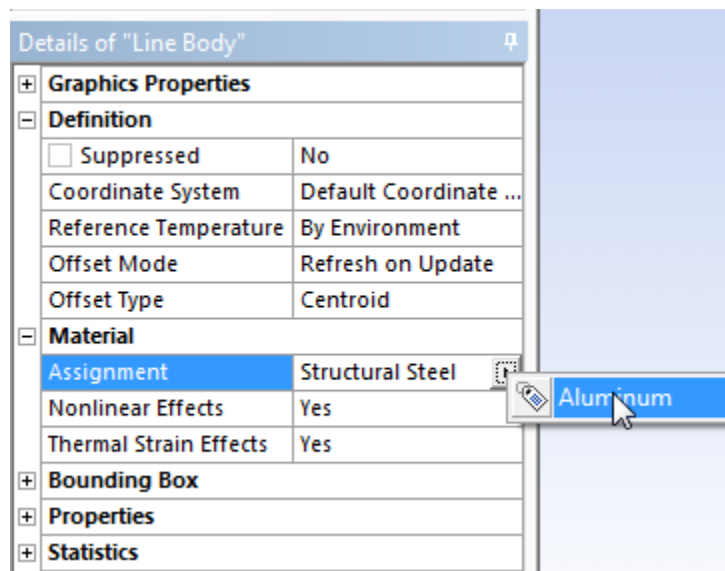 Details of "Line Body"
Graphics Properties
Definition
Suppressed No
Coordinate System Default Coordinate ...
Reference Temperature By Environment
Offset Mode Refresh on Update
Offset Type Centroid
Material
Assignment Structural Steel
Aluminum
Nonlinear Effects Yes
Thermal Strain Effects Yes
Bounding Box
Properties
Statistics